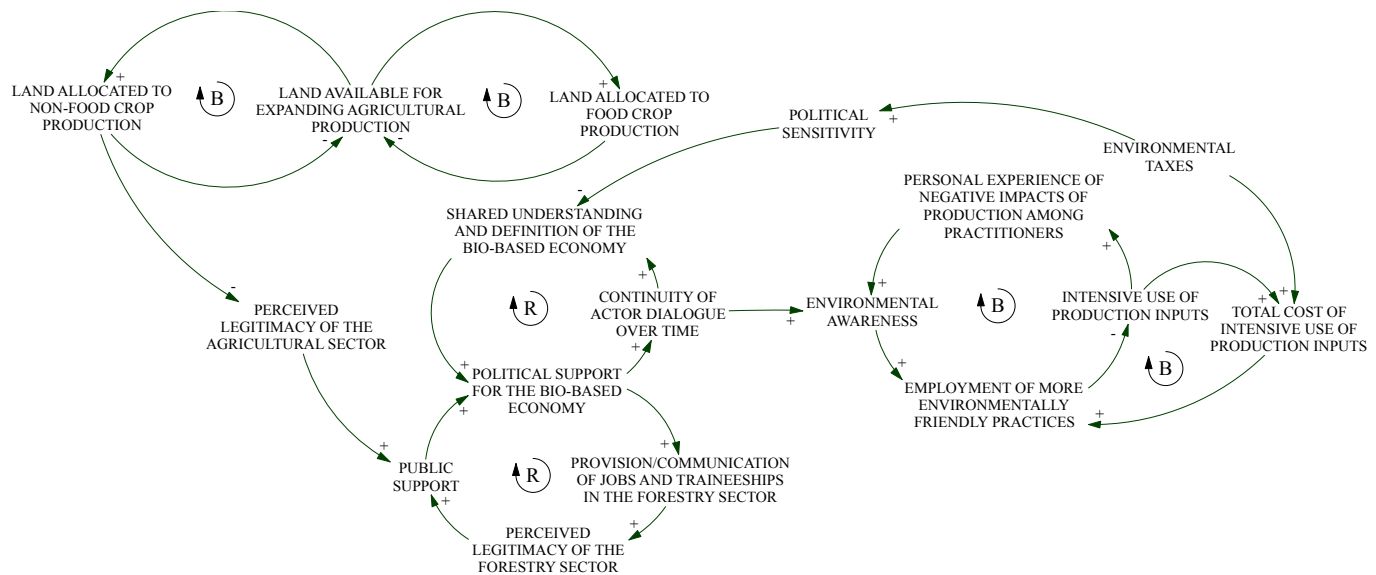 LAND ALLOCATED TO
NON-FOOD CROP
PRODUCTION
+
B
LAND AVAILABLE FOR
EXPANDING AGRICULTURAL
PRODUCTION
-
-
B
+
LAND ALLOCATED TO
FOOD CROP
PRODUCTION
POLITICAL
SENSITIVITY
+
ENVIRONMENTAL
TAXES
PERSONAL EXPERIENCE OF
NEGATIVE IMPACTS OF
PRODUCTION AMONG
PRACTITIONERS
+
-
SHARED UNDERSTANDING
AND DEFINITION OF THE
BIO-BASED ECONOMY
+
R
CONTINUITY OF
ACTOR DIALOGUE
OVER TIME
+
+
ENVIRONMENTAL
AWARENESS
+
B
INTENSIVE USE OF
PRODUCTION INPUTS
-
+
+
TOTAL COST OF
INTENSIVE USE OF
PRODUCTION INPUTS
B
-
PERCEIVED
LEGITIMACY OF THE
AGRICULTURAL SECTOR
+
POLITICAL SUPPORT
FOR THE BIO-BASED
ECONOMY
+
+
EMPLOYMENT OF MORE
ENVIRONMENTALLY
FRIENDLY PRACTICES
+
+
PUBLIC
SUPPORT
+
R
+
PROVISION/COMMUNICATION
OF JOBS AND TRAINEESHIPS
IN THE FORESTRY SECTOR
+
PERCEIVED
LEGITIMACY OF THE
FORESTRY SECTOR